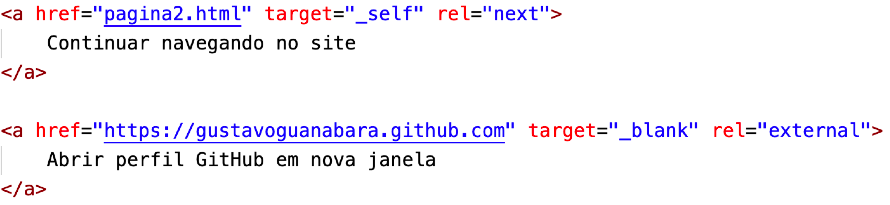 <a href="pagina2.html" target="_self" rel="next">
Continuar navegando no site
</a>
<a href="https://gustavoguanabara.github.com" target="_blank" rel="external">
Abrir perfil GitHub em nova janela
</a>